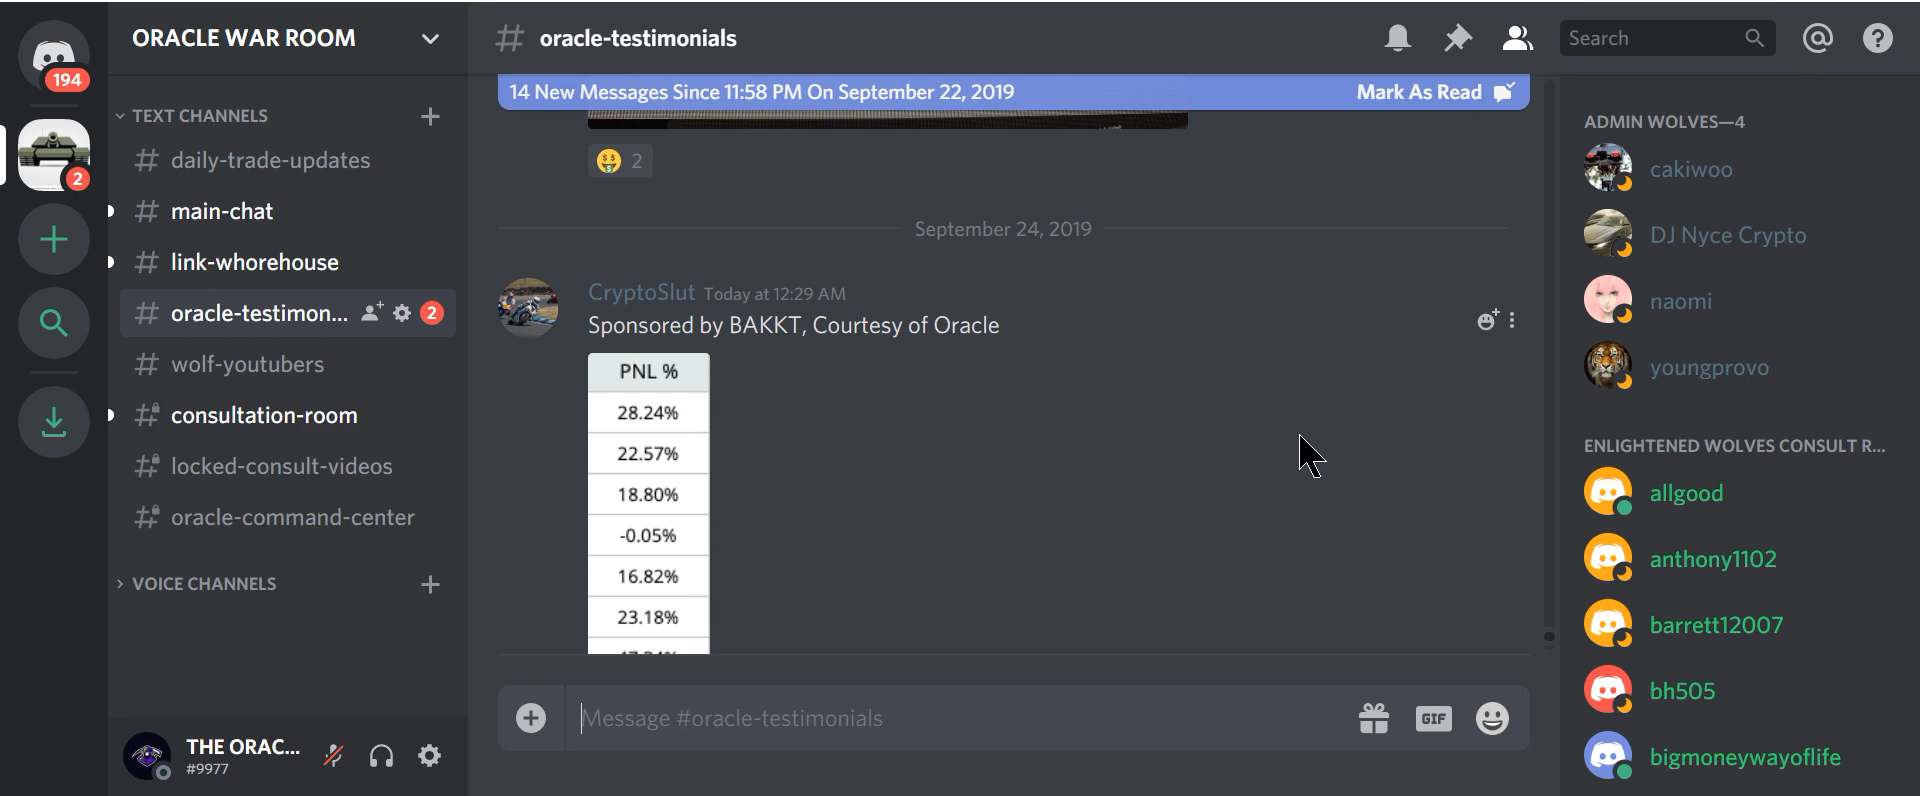 194
2
ORACLE WAR ROOM
TEXT CHANNELS
daily-trade-updates
main-chat
link-whorehouse
oracle-testimon... 2
wolf-youtubers
consultation-room
locked-consult-videos
oracle-command-center
VOICE CHANNELS
THE ORAC...
#9977
# oracle-testimonials
Search
14 New Messages Since 11:58 PM On September 22, 2019 Mark As Read
2
September 24, 2019
CryptoSlut Today at 12:29 AM
Sponsored by BAKKT, Courtesy of Oracle
PNL %
28.24%
22.57%
18.80%
-0.05%
16.82%
23.18%
Message #oracle-testimonials
GIF
ADMIN WOLVES—4
cakiwoo
DJ Nyce Crypto
naomi
youngprovo
ENLIGHTENED WOLVES CONSULT R...
allgood
anthony1102
barrett12007
bh505
bigmoneywayoflife